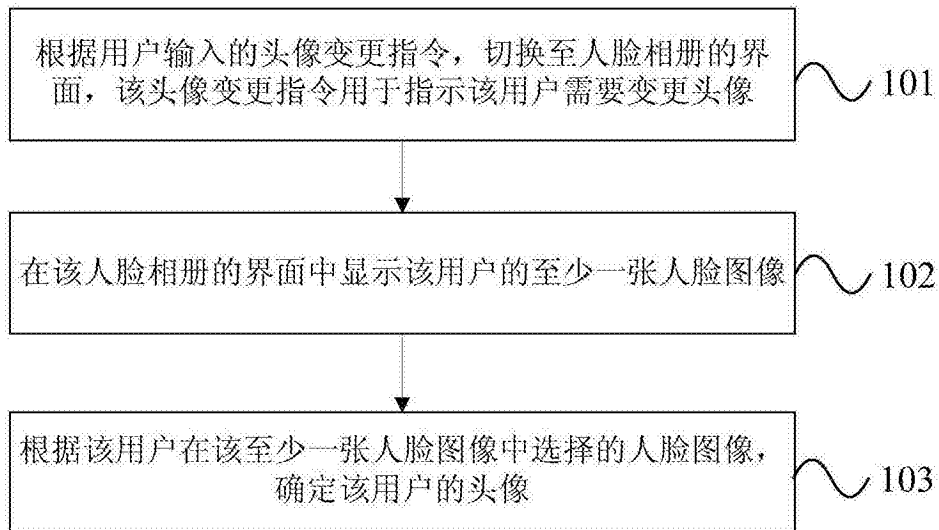 根据用户输入的头像变更指令，切换至人脸相册的界
面，该头像变更指令用于指示该用户需要变更头像
101
在该人脸相册的界面中显示该用户的至少一张人脸图像
102
根据该用户在该至少一张人脸图像中选择的人脸图像，
确定该用户的头像
103